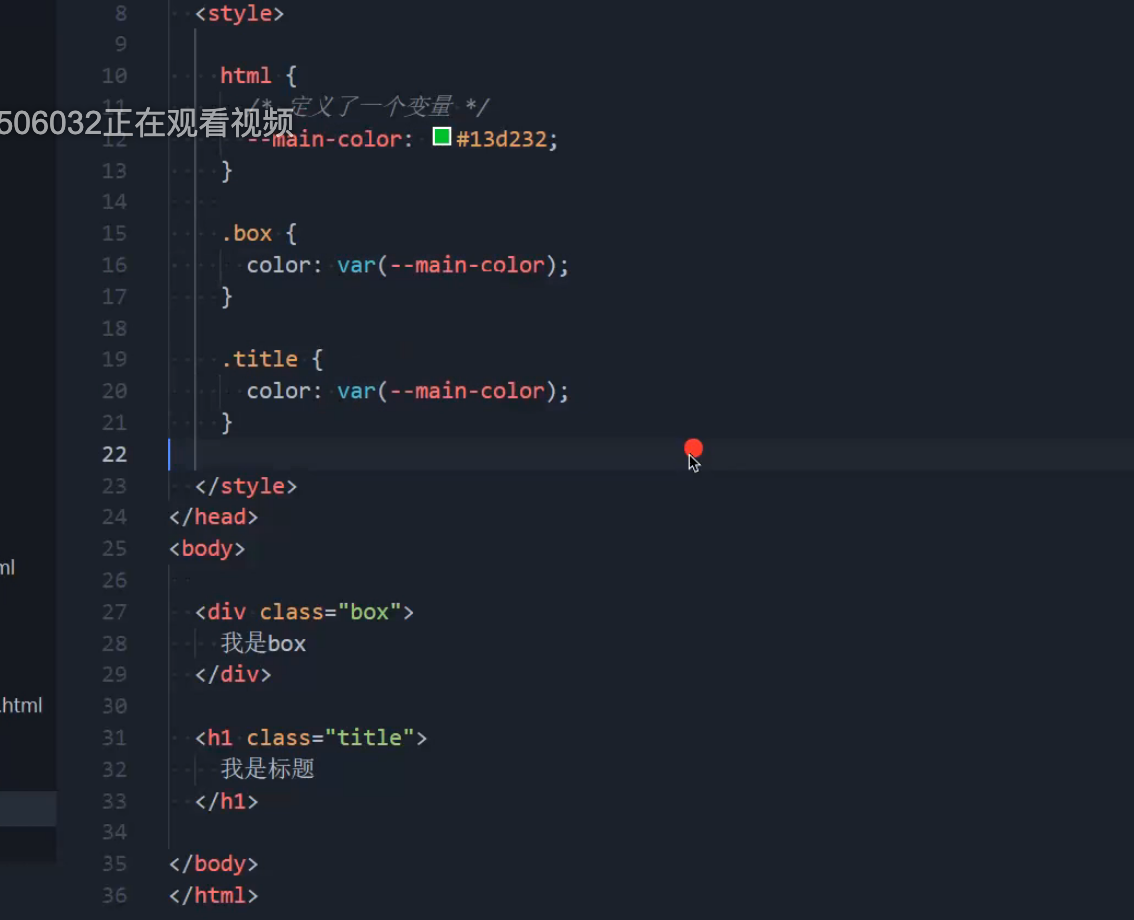 8 <style>
9
10 html {
11 /* 定义了一个变量 */
506032正在观看视频
12 --main-color: #13d232;
13 }
14
15 .box {
16 color: var(--main-color);
17 }
18
19 .title {
20 color: var(--main-color);
21 }
22
23 </style>
24 </head>
25 <body>
ml
26
27 <div class="box">
28 我是box
29 </div>
.html
30
31 <h1 class="title">
32 我是标题
33 </h1>
34
35 </body>
36 </html>